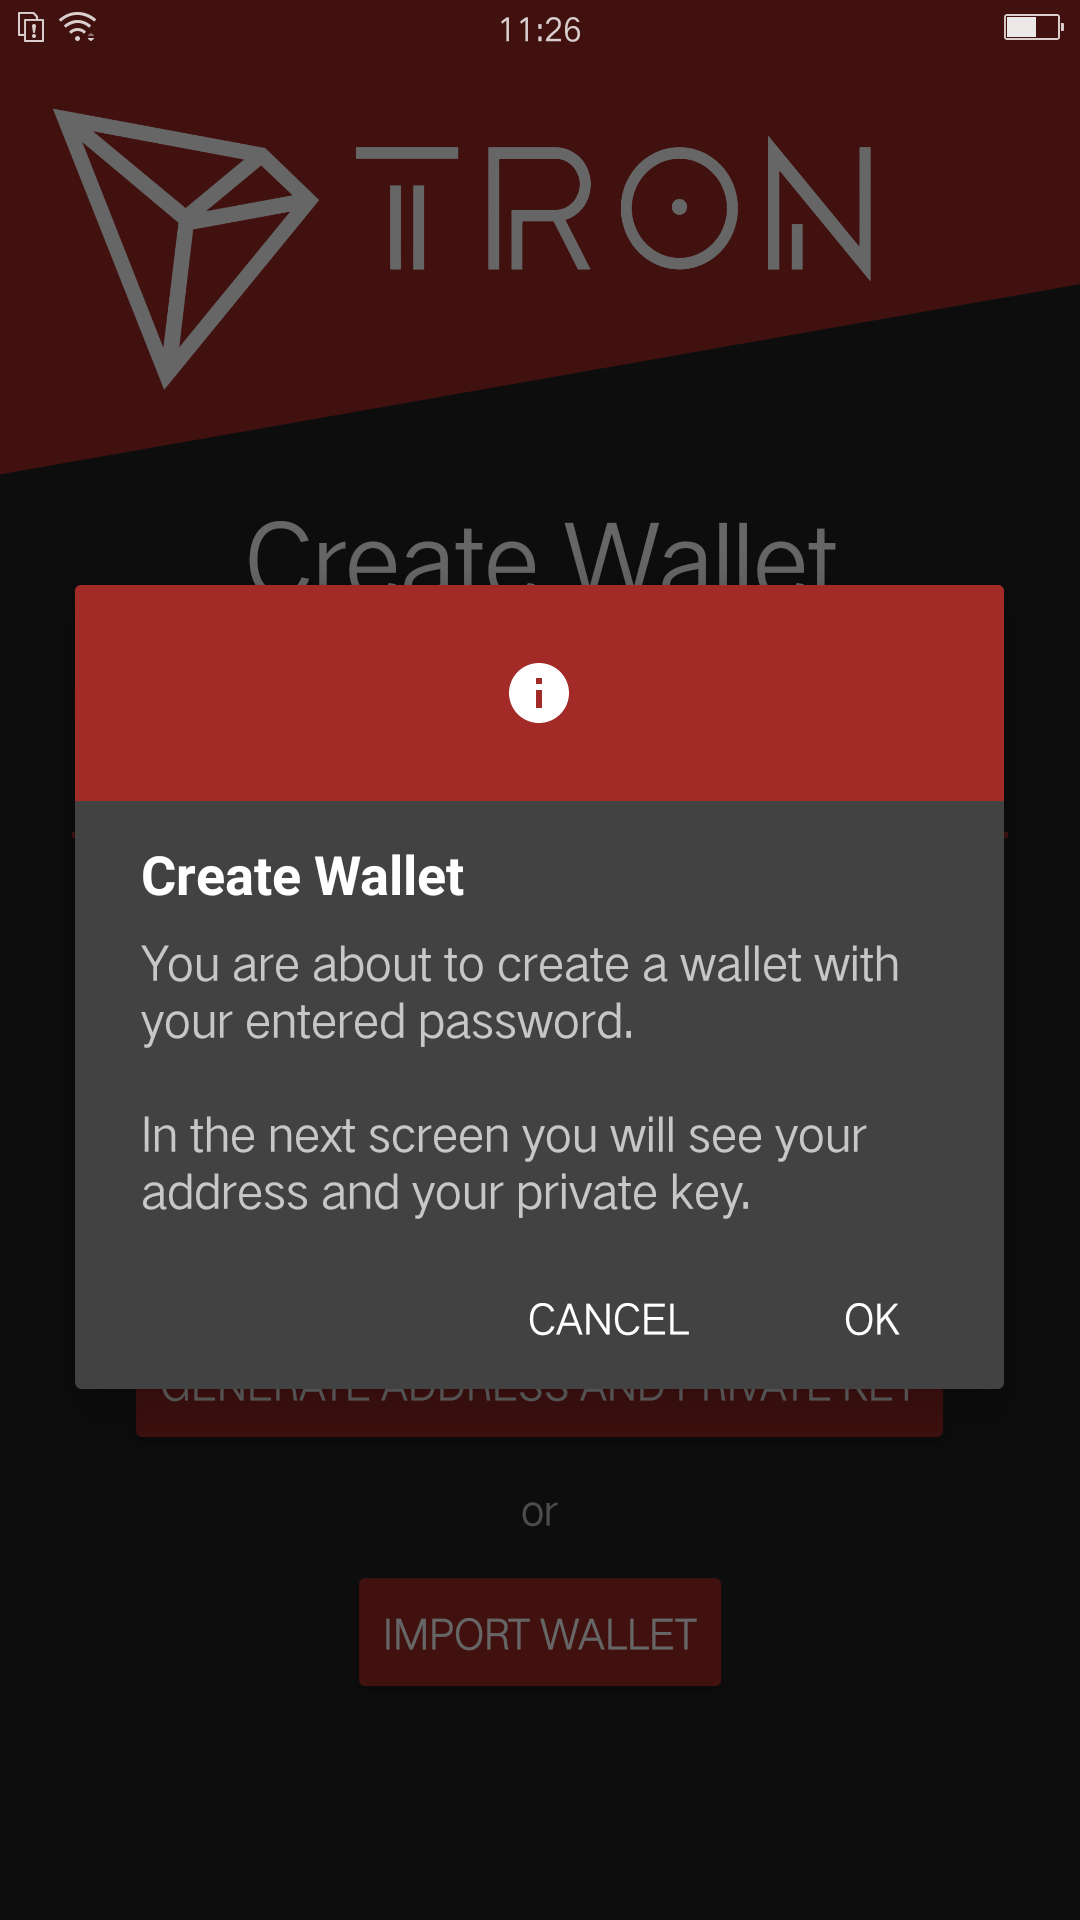 11:26
TRON
Create Wallet
Create Wallet
You are about to create a wallet with
your entered password.
In the next screen you will see your
address and your private key.
CANCEL
OK
GENERATE ADDRESS AND PRIVATE KEY
or
IMPORT WALLET